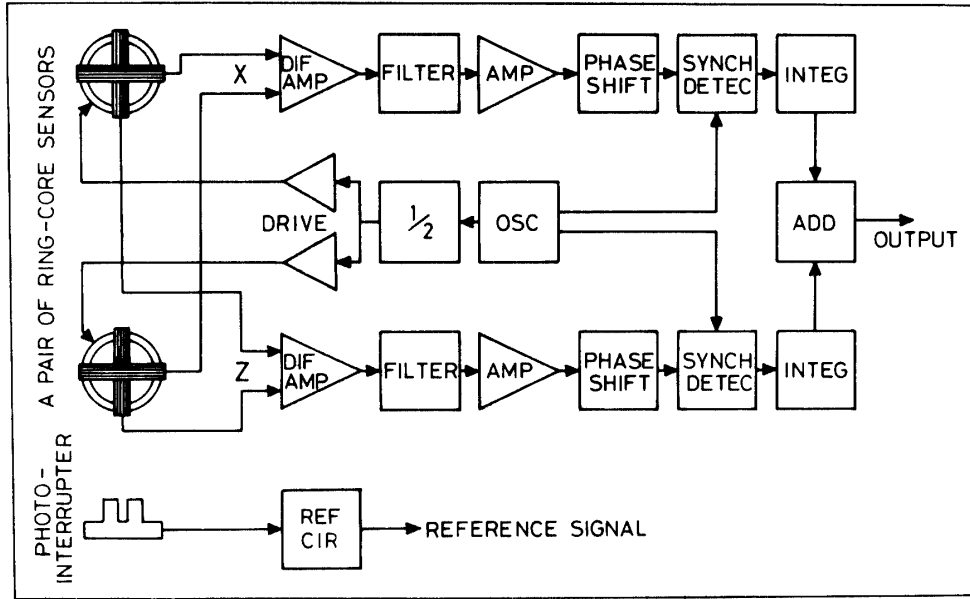 A PAIR OF RING-CORE SENSORS
X
DIF
AMP
FILTER
AMP
PHASE
SHIFT
SYNCH
DETEC
INTEG
DRIVE
1/2
OSC
ADD
OUTPUT
Z
DIF
AMP
FILTER
AMP
PHASE
SHIFT
SYNCH
DETEC
INTEG
PHOTO-
INTERRUPTER
REF
CIR
REFERENCE SIGNAL